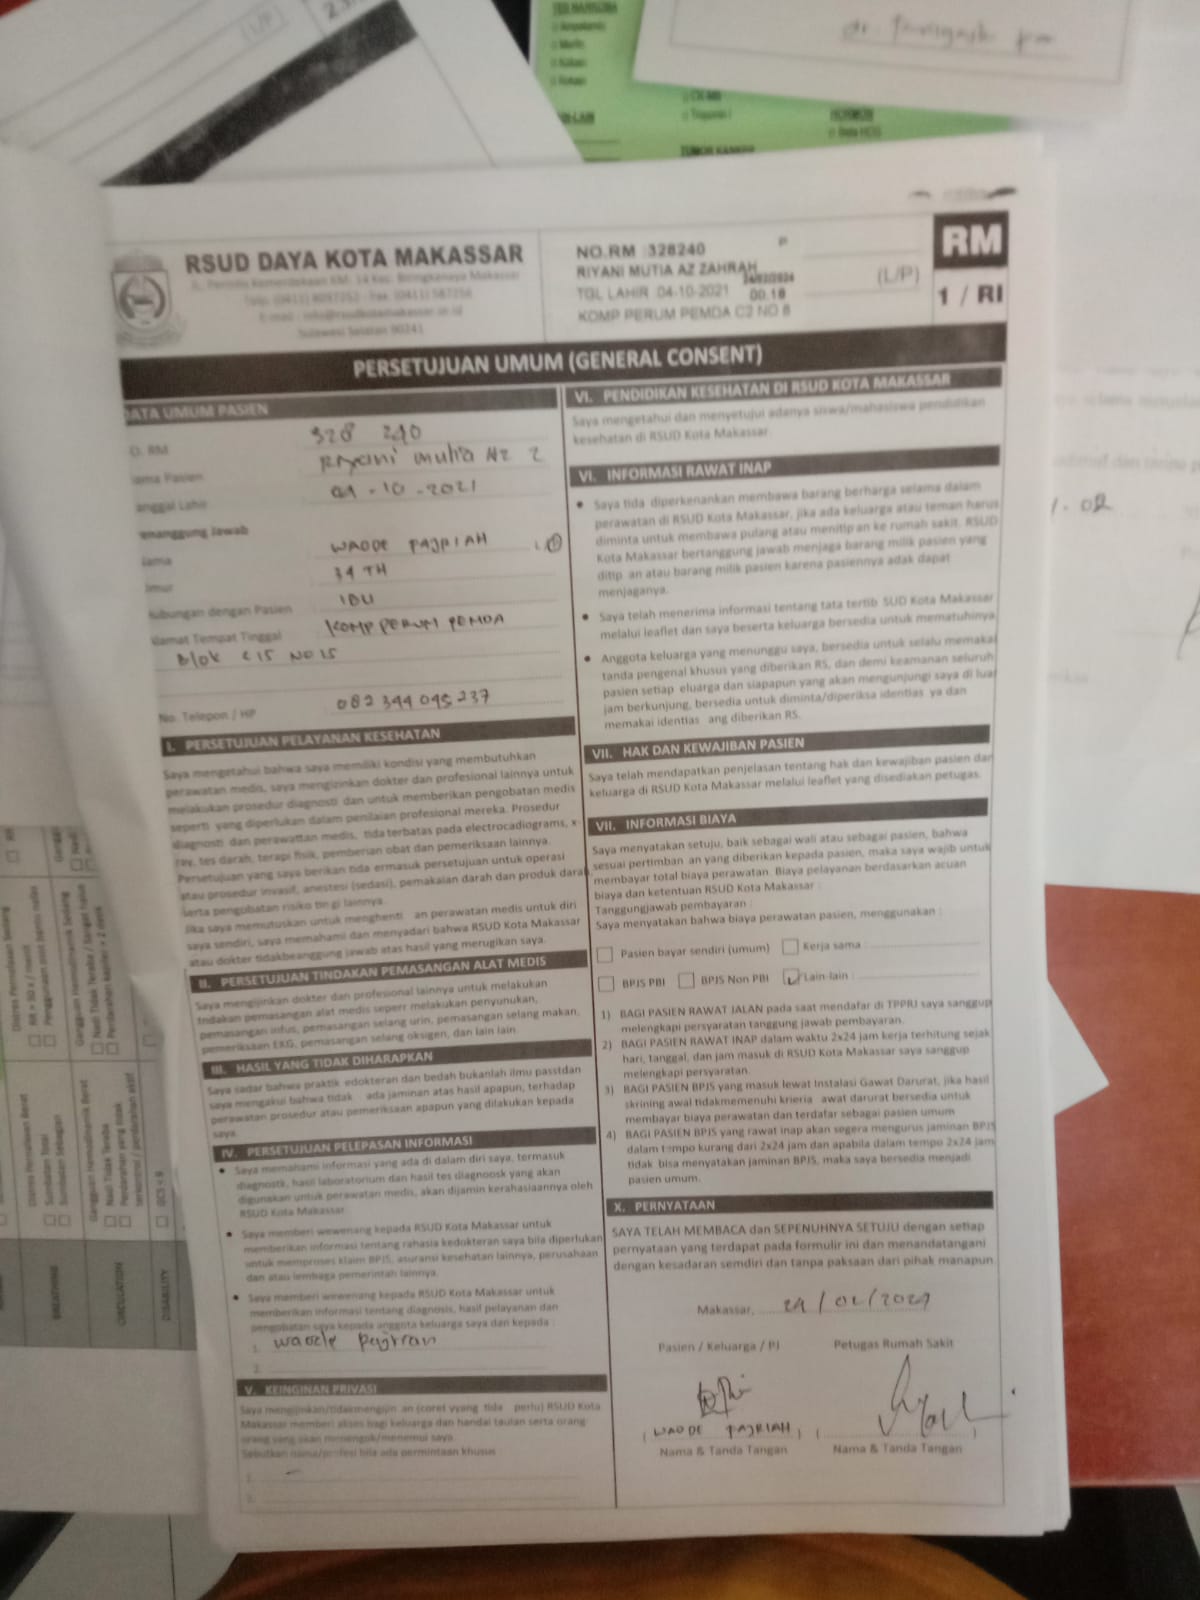 RSUD DAYA KOTA MAKASSAR
JL. Perintis Kemerdekaan KM. 14 Kec. Biringkanaya Makassar
Sulawesi Selatan 90241
NO.RM :328240
RIYANI MUTIA AZ ZAHRAH
TGL LAHIR :04-10-2021
00.18
KOMP PERUM PEMDA C2 NO 8
P
(L/P)
RM
1 / RI
PERSETUJUAN UMUM (GENERAL CONSENT)
DATA UMUM PASIEN
O. RM 328 240
ama Pasien Riyani Mutia Az Z
anggal Lahir 04-10-2021
enanggung Jawab
Nama WAODE FAJRIAH
mur 34 TH
ubungan dengan Pasien IBU
Alamat Tempat Tinggal KOMP PERUM PEMDA
Blok C15 NO 15
No. Telepon / HP 082 344 045 237
I. PERSETUJUAN PELAYANAN KESEHATAN
Saya mengetahui bahwa saya memiliki kondisi yang membutuhkan
perawatan medis, saya mengizinkan dokter dan profesional lainnya untuk
melakukan prosedur diagnosti dan untuk memberikan pengobatan medis
seperti yang diperlukan dalam penilaian profesional mereka. Prosedur
diagnosti dan perawattan medis, tida terbatas pada electrocadiograms, x-
ray, tes darah, terapi fisik, pemberian obat dan pemeriksaan lainnya.
Persetujuan yang saya berikan tida ermasuk persetujuan untuk operasi
atau prosedur invasif, anestesi (sedasi), pemakaian darah dan produk darah
serta pengobatan risiko tin gi lainnya.
Jika saya memutuskan untuk menghenti an perawatan medis untuk diri
saya sendiri, saya memahami dan menyadari bahwa RSUD Kota Makassar
atau dokter tidakbeanggung jawab atas hasil yang merugikan saya.
II. PERSETUJUAN TINDAKAN PEMASANGAN ALAT MEDIS
Saya mengijinkan dokter dan profesional lainnya untuk melakukan
tindakan pemasangan alat medis seperr melakukan penyunukan,
pemasangan infus, pemasangan selang urin, pemasangan selang makan,
pemeriksaan EKG, pemasangan selang oksigen, dan lain lain.
III. HASIL YANG TIDAK DIHARAPKAN
Saya sadar bahwa praktik edokteran dan bedah bukanlah ilmu passtdan
saya mengakui bahwa tidak ada jaminan atas hasil apapun, terhadap
perawatan prosedur atau pemeriksaan apapun yang dilakukan kepada
saya.
IV. PERSETUJUAN PELEPASAN INFORMASI
• Saya memahami informasi yang ada di dalam diri saya, termasuk
diagnostk, hasil laboratorium dan hasil tes diagnoosk yang akan
digunakan untuk perawatan medis, akan dijamin kerahasiaannya oleh
RSUD Kota Makassar.
• Saya memberi wewenang kepada RSUD Kota Makassar untuk
memberikan informasi tentang rahasia kedokteran saya bila diperlukan
untuk memproses klaim BPJS, asuransi kesehatan lainnya, perusahaan
dan atau lembaga pemerintah lainnya.
• Saya memberi wewenang kepada RSUD Kota Makassar untuk
memberikan informasi tentang diagnosis, hasil pelayanan dan
pengobatan saya kepada anggota keluarga saya dan kepada :
1. waode Fajriah
2.
V. KEINGINAN PRIVASI
Saya mengijinkan/tidakmengijin an (coret yyang tida perlu) RSUD Kota
Makassar memberi akses bagi keluarga dan handai taulan serta orang-
orang yang akan menengok/menemui saya.
Sebutkan nama/profesi bila ada permintaan khusus
1. –
2.
VI. PENDIDIKAN KESEHATAN DI RSUD KOTA MAKASSAR
Saya mengetahui dan menyetujui adanya siswa/mahasiswa pendidikan
kesehatan di RSUD Kota Makassar.
VI. INFORMASI RAWAT INAP
• Saya tida diperkenankan membawa barang berharga selama dalam
perawatan di RSUD Kota Makassar, jika ada keluarga atau teman harus
diminta untuk membawa pulang atau menitip an ke rumah sakit. RSUD
Kota Makassar bertanggung jawab menjaga barang milik pasien yang
ditip an atau barang milik pasien karena pasiennya adak dapat
menjaganya.
• Saya telah menerima informasi tentang tata tertib SUD Kota Makassar
melalui leaflet dan saya beserta keluarga bersedia untuk mematuhinya
• Anggota keluarga yang menunggu saya, bersedia untuk selalu memakai
tanda pengenal khusus yang diberikan RS, dan demi keamanan seluruh
pasien setiap eluarga dan siapapun yang akan mengunjungi saya di luar
jam berkunjung, bersedia untuk diminta/diperiksa identias ya dan
memakai identias ang diberikan RS.
VII. HAK DAN KEWAJIBAN PASIEN
Saya telah mendapatkan penjelasan tentang hak dan kewajiban pasien dan
keluarga di RSUD Kota Makassar melalui leaflet yang disediakan petugas.
VII. INFORMASI BIAYA
Saya menyatakan setuju, baik sebagai wali atau sebagai pasien, bahwa
sesuai pertimban an yang diberikan kepada pasien, maka saya wajib untuk
membayar total biaya perawatan. Biaya pelayanan berdasarkan acuan
biaya dan ketentuan RSUD Kota Makassar :
Tanggungjawab pembayaran :
Saya menyatakan bahwa biaya perawatan pasien, menggunakan :
Pasien bayar sendiri (umum) Kerja sama :
BPJS PBI BPJS Non PBI Lain-lain :
1) BAGI PASIEN RAWAT JALAN pada saat mendafar di TPPRJ saya sanggup
melengkapi persyaratan tanggung jawab pembayaran.
2) BAGI PASIEN RAWAT INAP dalam waktu 2x24 jam kerja terhitung sejak
hari, tanggal, dan jam masuk di RSUD Kota Makassar saya sanggup
melengkapi persyaratan.
3) BAGI PASIEN BPJS yang masuk lewat Instalasi Gawat Darurat, jika hasil
skrining awal tidakmemenuhi krieria awat darurat bersedia untuk
membayar biaya perawatan dan terdafar sebagai pasien umum
4) BAGI PASIEN BPJS yang rawat inap akan segera mengurus jaminan BPJS
dalam tempo kurang dari 2x24 jam dan apabila dalam tempo 2x24 jam
tidak bisa menyatakan jaminan BPJS, maka saya bersedia menjadi
pasien umum.
X. PERNYATAAN
SAYA TELAH MEMBACA dan SEPENUHNYA SETUJU dengan setiap
pernyataan yang terdapat pada formulir ini dan menandatangani
dengan kesadaran semdiri dan tanpa paksaan dari pihak manapun
Makassar, 24/02/2024
Pasien / Keluarga / PJ Petugas Rumah Sakit
( WAODE FAJRIAH ) ( )
Nama & Tanda Tangan Nama & Tanda Tangan
BREATHING
CIRCULATION
DISABILITY